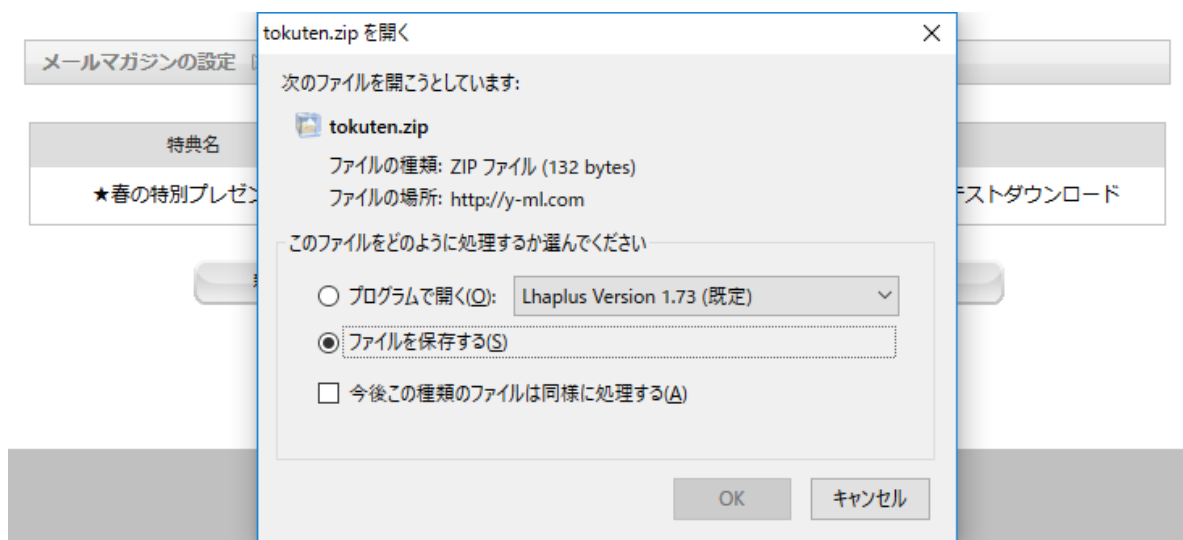 tokuten.zip を開く
メールマガジンの設定
次のファイルを開こうとしています:
tokuten.zip
特典名
ファイルの種類: ZIP ファイル (132 bytes)
★春の特別プレゼン
ファイルの場所: http://y-ml.com
ストダウンロード
このファイルをどのように処理するか選んでください
プログラムで開く(O):
Lhaplus Version 1.73 (既定)
ファイルを保存する(S)
今後この種類のファイルは同様に処理する(A)
OK
キャンセル